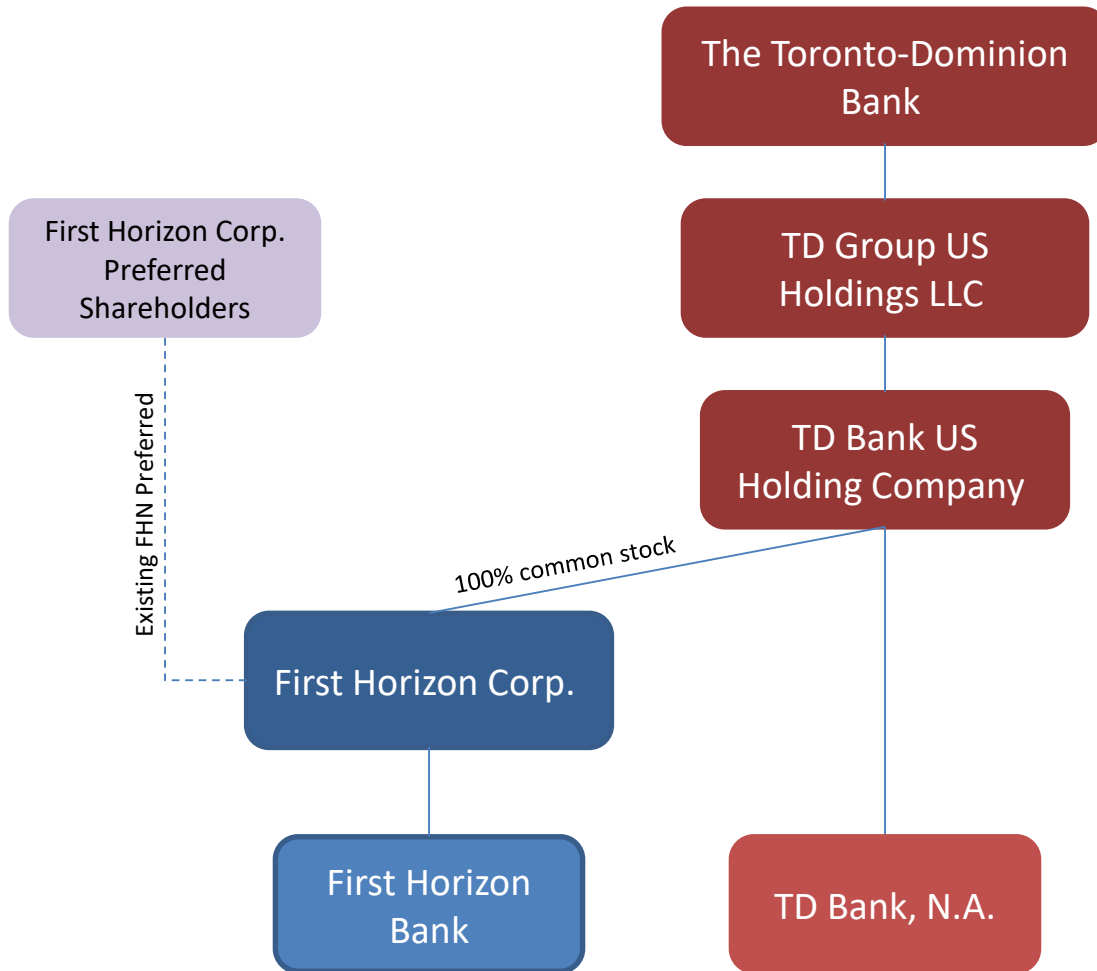 The Toronto-Dominion
Bank
First Horizon Corp.
Preferred
Shareholders
TD Group US
Holdings LLC
Existing FHN Preferred
TD Bank US
Holding Company
100% common stock
First Horizon Corp.
First Horizon
Bank
TD Bank, N.A.